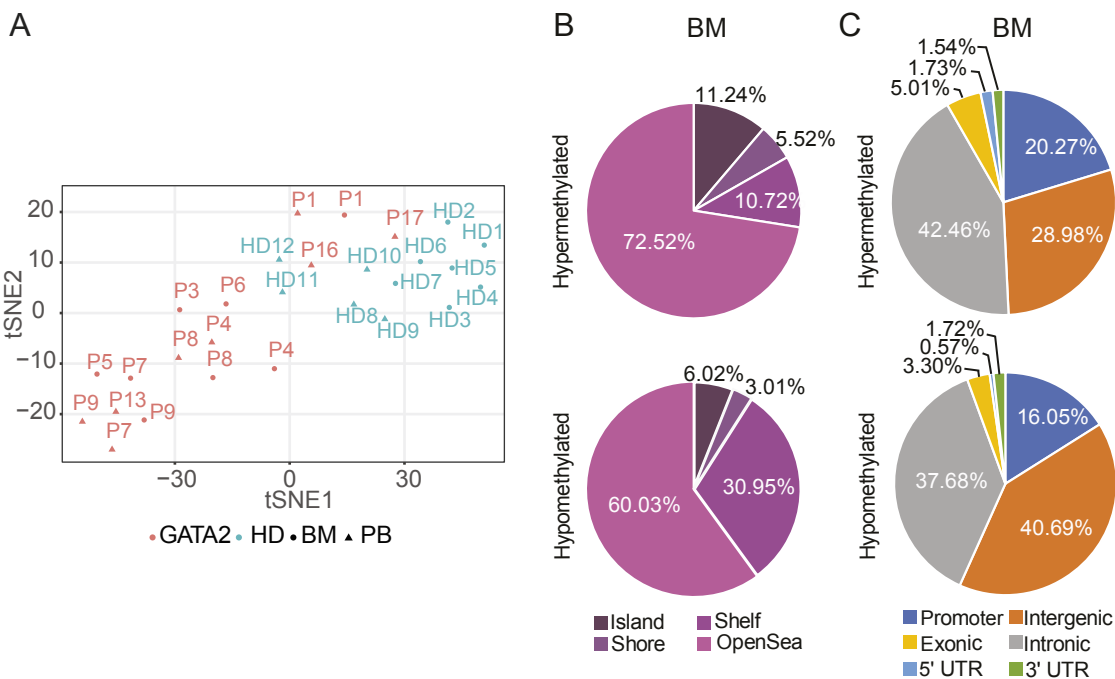 A
B
BM
C
BM
tSNE2
20
10
0
−10
−20
−30
0
30
tSNE1
P1
P1
P17
HD2
HD1
HD12
P16
HD10
HD6
HD5
HD11
HD7
HD4
HD8
HD9
HD3
P3
P6
P4
P8
P8
P4
P5
P7
P9
P13
P9
P7
GATA2 HD BM PB
Hypermethylated
11.24%
5.52%
10.72%
72.52%
Hypomethylated
6.02%
3.01%
30.95%
60.03%
Island Shelf
Shore OpenSea
Hypermethylated
1.54%
1.73%
5.01%
20.27%
42.46%
28.98%
Hypomethylated
1.72%
0.57%
3.30%
16.05%
37.68%
40.69%
Promoter Intergenic
Exonic Intronic
5' UTR 3' UTR